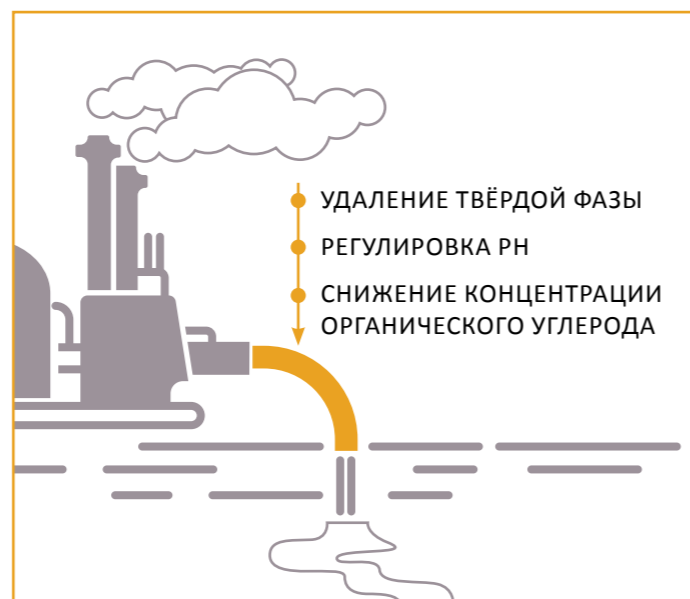 УДАЛЕНИЕ ТВЁРДОЙ ФАЗЫ
РЕГУЛИРОВКА PH
СНИЖЕНИЕ КОНЦЕНТРАЦИИ
ОРГАНИЧЕСКОГО УГЛЕРОДА